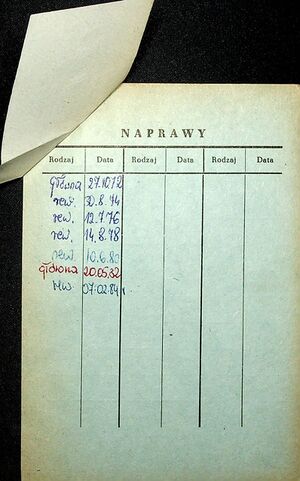 NAPRAWY
Rodzaj Data Rodzaj Data Rodzaj Data
główna 27.10.72
rew. 30.8.74
rew. 12.7.76
rew. 14.8.78
rew. 10.6.80
główna 20.05.82
rew. 07.02.84 r.